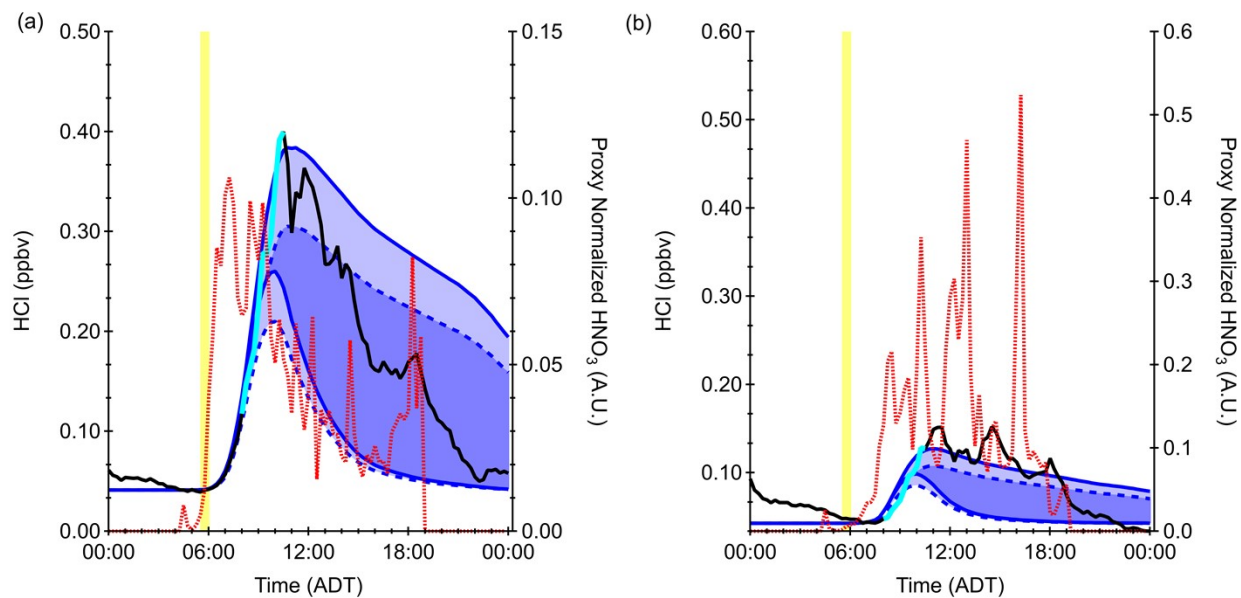 (a)
0.50
0.40
0.30
0.20
0.10
0.00
HCl (ppbv)
0.15
0.10
0.05
0.00
Proxy Normalized HNO3 (A.U.)
00:00 06:00 12:00 18:00 00:00
Time (ADT)
(b)
0.60
0.50
0.40
0.30
0.20
0.10
HCl (ppbv)
0.6
0.5
0.4
0.3
0.2
0.1
0.0
Proxy Normalized HNO3 (A.U.)
00:00 06:00 12:00 18:00 00:00
Time (ADT)